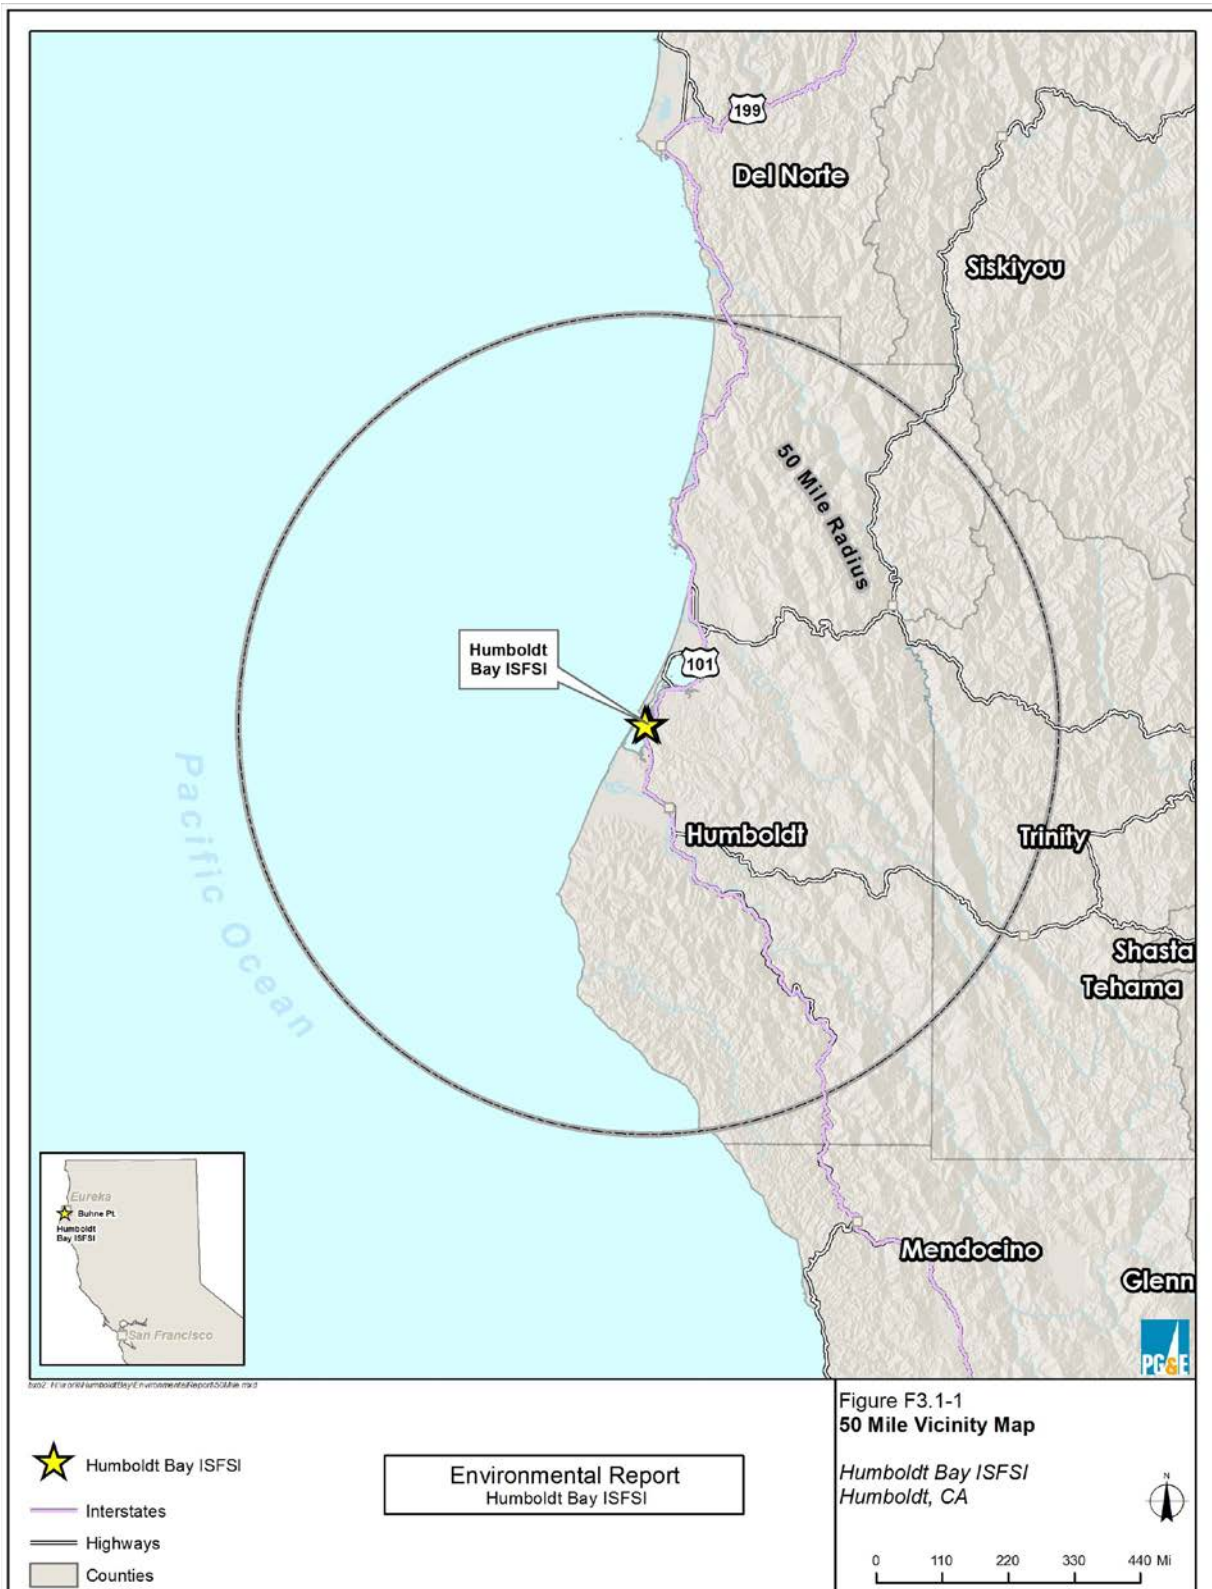 199
Del Norte
Siskiyou
50 Mile Radius
Humboldt
Bay ISFSI
101
Pacific Ocean
Humboldt
Trinity
Shasta
Tehama
Mendocino
Glenn
Eureka
Buhne Pt.
Humboldt
Bay ISFSI
San Francisco
PG&E
Figure F3.1-1
50 Mile Vicinity Map
Humboldt Bay ISFSI
Humboldt, CA
N
0 110 220 330 440 Mi
Environmental Report
Humboldt Bay ISFSI
Humboldt Bay ISFSI
Interstates
Highways
Counties